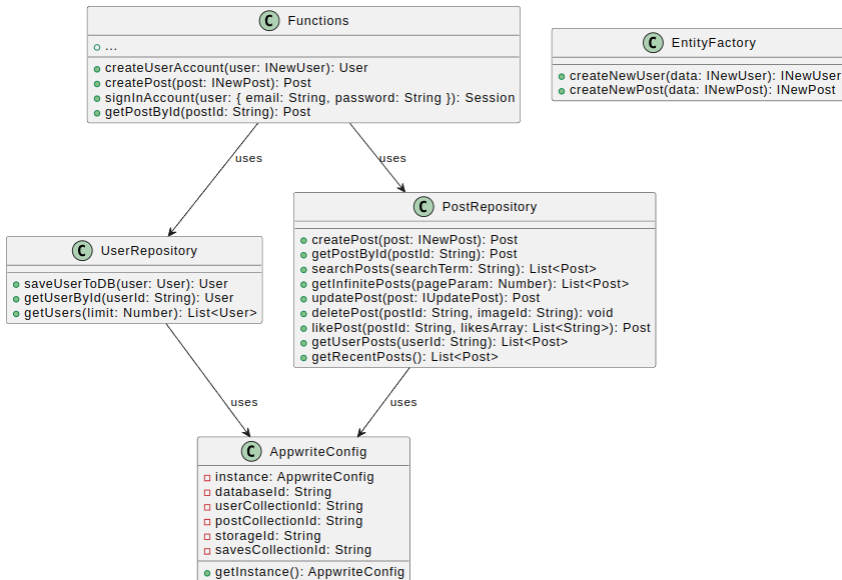 C Functions
...
createUserAccount(user: INewUser): User
createPost(post: INewPost): Post
signInAccount(user: { email: String, password: String }): Session
getPostById(postId: String): Post
C EntityFactory
createNewUser(data: INewUser): INewUser
createNewPost(data: INewPost): INewPost
uses
uses
C UserRepository
saveUserToDB(user: User): User
getUserById(userId: String): User
getUsers(limit: Number): List<User>
C PostRepository
createPost(post: INewPost): Post
getPostById(postId: String): Post
searchPosts(searchTerm: String): List<Post>
getInfinitePosts(pageParam: Number): List<Post>
updatePost(post: IUpdatePost): Post
deletePost(postId: String, imageId: String): void
likePost(postId: String, likesArray: List<String>): Post
getUserPosts(userId: String): List<Post>
getRecentPosts(): List<Post>
uses
uses
C AppwriteConfig
instance: AppwriteConfig
databaseId: String
userCollectionId: String
postCollectionId: String
storageId: String
savesCollectionId: String
getInstance(): AppwriteConfig